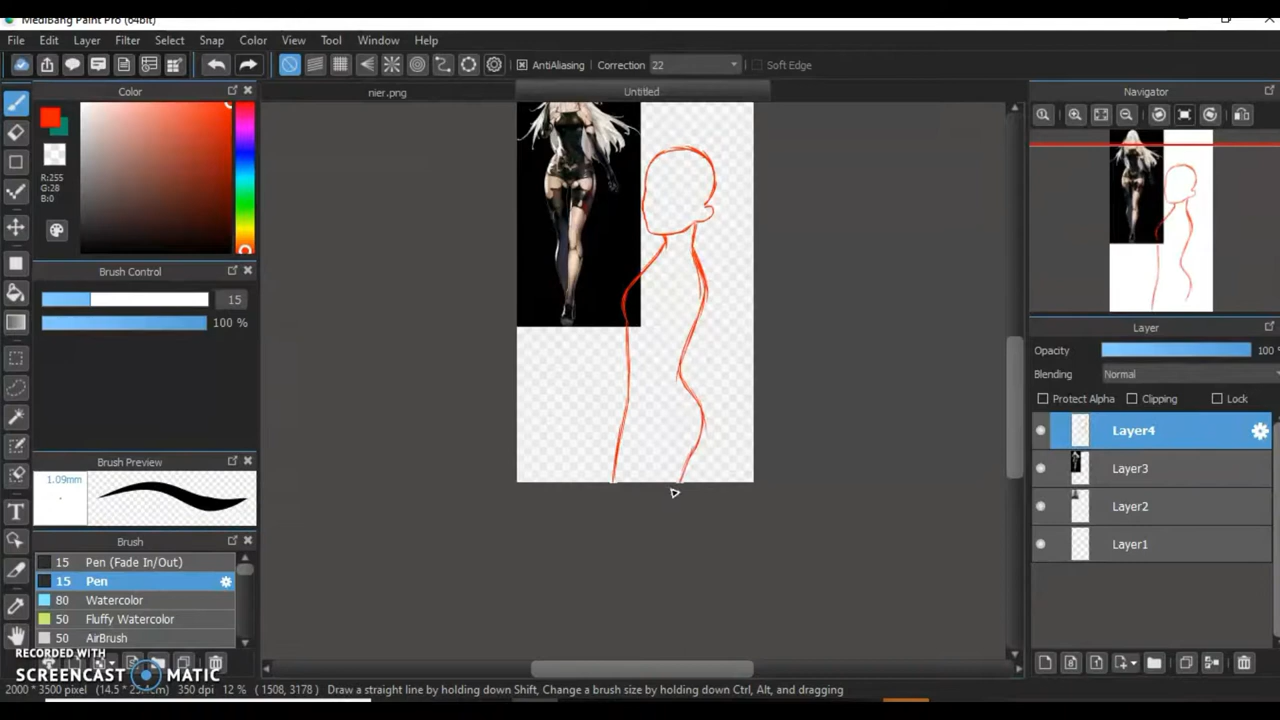 MediBang Paint Pro (64bit)
File Edit Layer Filter Select Snap Color View Tool Window Help
AntiAliasing Correction 22 Soft Edge
Color nier.png Untitled Navigator
R:255
G:28
B:0
Brush Control
15
100 %
Layer
Opacity 100
Blending Normal
Protect Alpha Clipping Lock
Layer4
Layer3
Layer2
Layer1
Brush Preview
1.09mm
Brush
15 Pen (Fade In/Out)
15 Pen
80 Watercolor
50 Fluffy Watercolor
50 AirBrush
RECORDED WITH
SCREENCAST MATIC
2000 * 3500 pixel (14.5 * 25.4cm) 350 dpi 12 % ( 1508, 3178 ) Draw a straight line by holding down Shift, Change a brush size by holding down Ctrl, Alt, and dragging